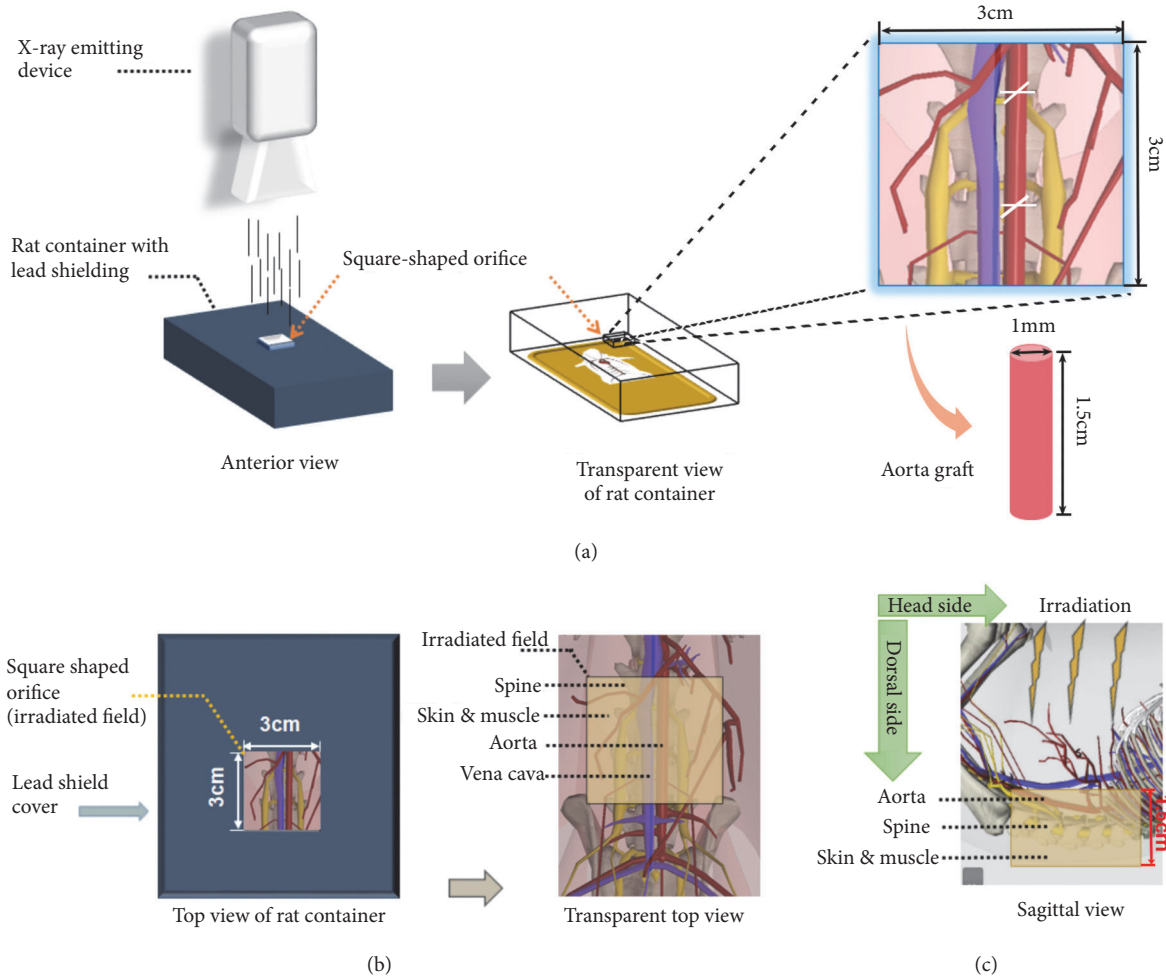 X-ray emitting
device
Rat container with
lead shielding
Square-shaped orifice
Anterior view
Transparent view
of rat container
3cm
3cm
1mm
1.5cm
Aorta graft
(a)
Square shaped
orifice
(irradiated field)
Lead shield
cover
3cm
3cm
Top view of rat container
Irradiated field
Spine
Skin & muscle
Aorta
Vena cava
Transparent top view
(b)
Head side
Dorsal side
Irradiation
Aorta
Spine
Skin & muscle
Sagittal view
(c)